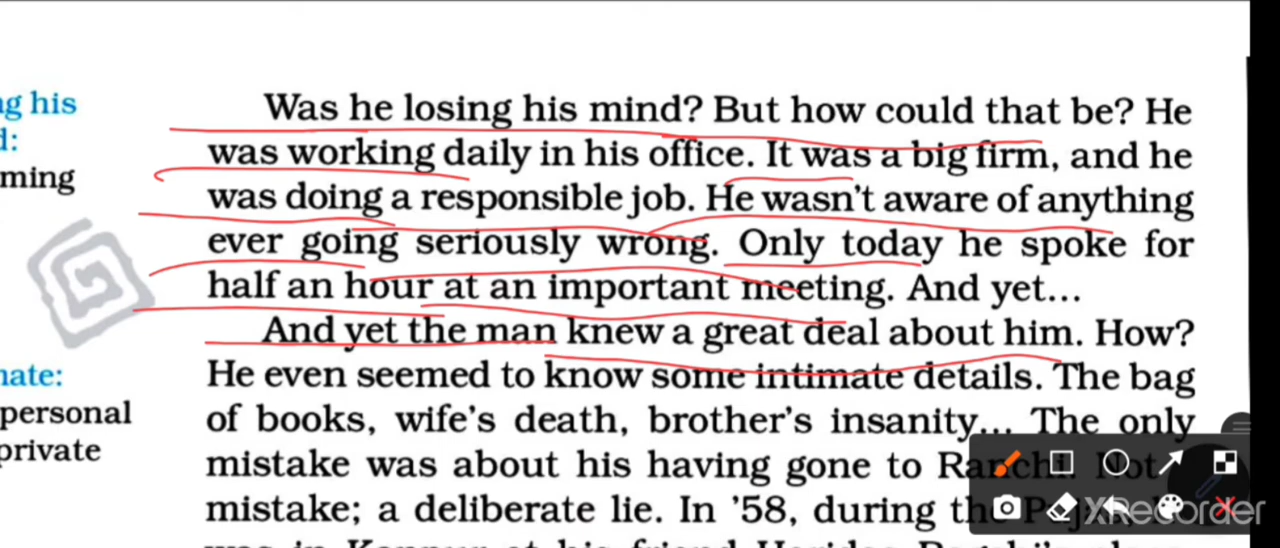 ng his
d:
ming
Was he losing his mind? But how could that be? He
was working daily in his office. It was a big firm, and he
was doing a responsible job. He wasn't aware of anything
ever going seriously wrong. Only today he spoke for
half an hour at an important meeting. And yet...
And yet the man knew a great deal about him. How?
He even seemed to know some intimate details. The bag
of books, wife's death, brother's insanity... The only
mistake was about his having gone to Ranchi. Not
mistake; a deliberate lie. In '58, during the
nate:
personal
private
XRecorder